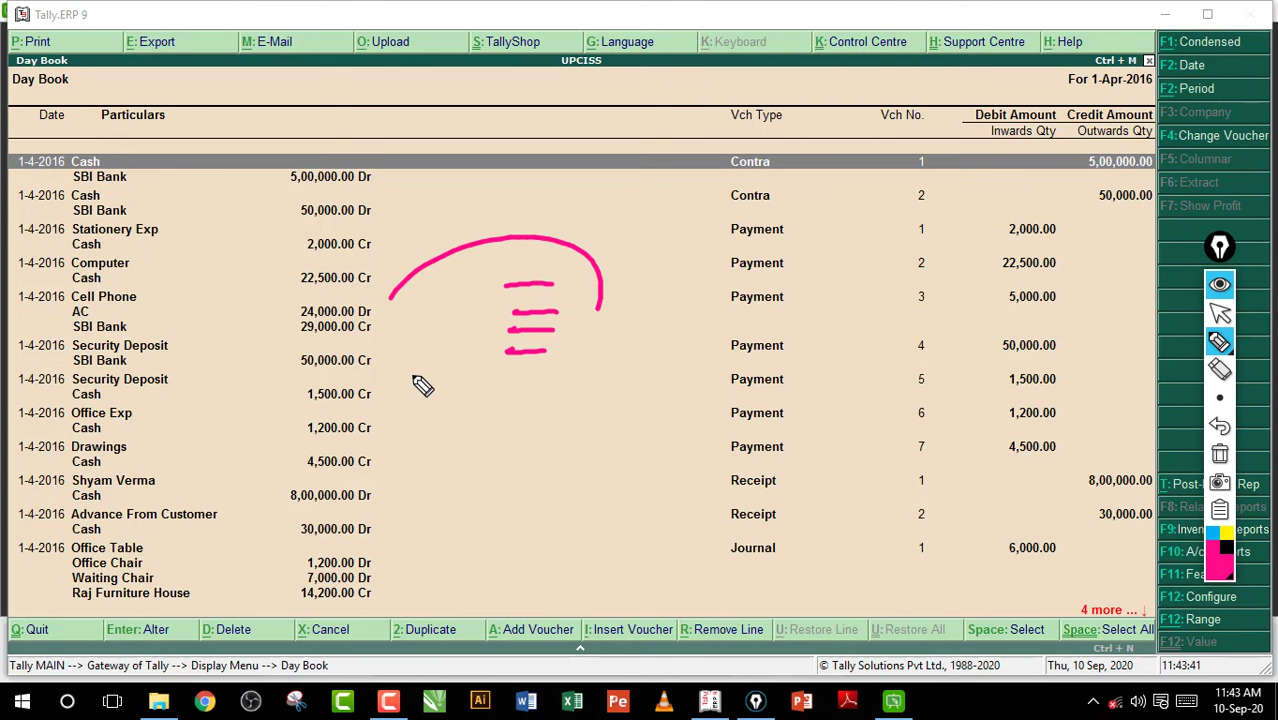 Tally.ERP 9
P: Print E: Export M: E-Mail O: Upload S: TallyShop G: Language K: Keyboard K: Control Centre H: Support Centre H: Help
Day Book UPCISS Ctrl + M
Day Book For 1-Apr-2016
Date Particulars Vch Type Vch No. Debit Amount Credit Amount
Inwards Qty Outwards Qty
1-4-2016 Cash Contra 1 5,00,000.00
SBI Bank 5,00,000.00 Dr
1-4-2016 Cash Contra 2 50,000.00
SBI Bank 50,000.00 Dr
1-4-2016 Stationery Exp Payment 1 2,000.00
Cash 2,000.00 Cr
1-4-2016 Computer Payment 2 22,500.00
Cash 22,500.00 Cr
1-4-2016 Cell Phone Payment 3 5,000.00
AC 24,000.00 Dr
SBI Bank 29,000.00 Cr
1-4-2016 Security Deposit Payment 4 50,000.00
SBI Bank 50,000.00 Cr
1-4-2016 Security Deposit Payment 5 1,500.00
Cash 1,500.00 Cr
1-4-2016 Office Exp Payment 6 1,200.00
Cash 1,200.00 Cr
1-4-2016 Drawings Payment 7 4,500.00
Cash 4,500.00 Cr
1-4-2016 Shyam Verma Receipt 1 8,00,000.00
Cash 8,00,000.00 Dr
1-4-2016 Advance From Customer Receipt 2 30,000.00
Cash 30,000.00 Dr
1-4-2016 Office Table Journal 1 6,000.00
Office Chair 1,200.00 Dr
Waiting Chair 7,000.00 Dr
Raj Furniture House 14,200.00 Cr
4 more ... ↓
F1: Condensed
F2: Date
F2: Period
F3: Company
F4: Change Voucher
F5: Columnar
F6: Extract
F7: Show Profit
T: Post- Rep
F8: Rela eports
F9: Inven eports
F10: A/c orts
F11: Fea
F12: Configure
F12: Range
F12: Value
Q: Quit Enter: Alter D: Delete X: Cancel 2: Duplicate A: Add Voucher I: Insert Voucher R: Remove Line U: Restore Line U: Restore All Space: Select Space: Select All
Ctrl + N
Tally MAIN --> Gateway of Tally --> Display Menu --> Day Book © Tally Solutions Pvt Ltd., 1988-2020 Thu, 10 Sep, 2020 11:43:41
11:43 AM
10-Sep-20